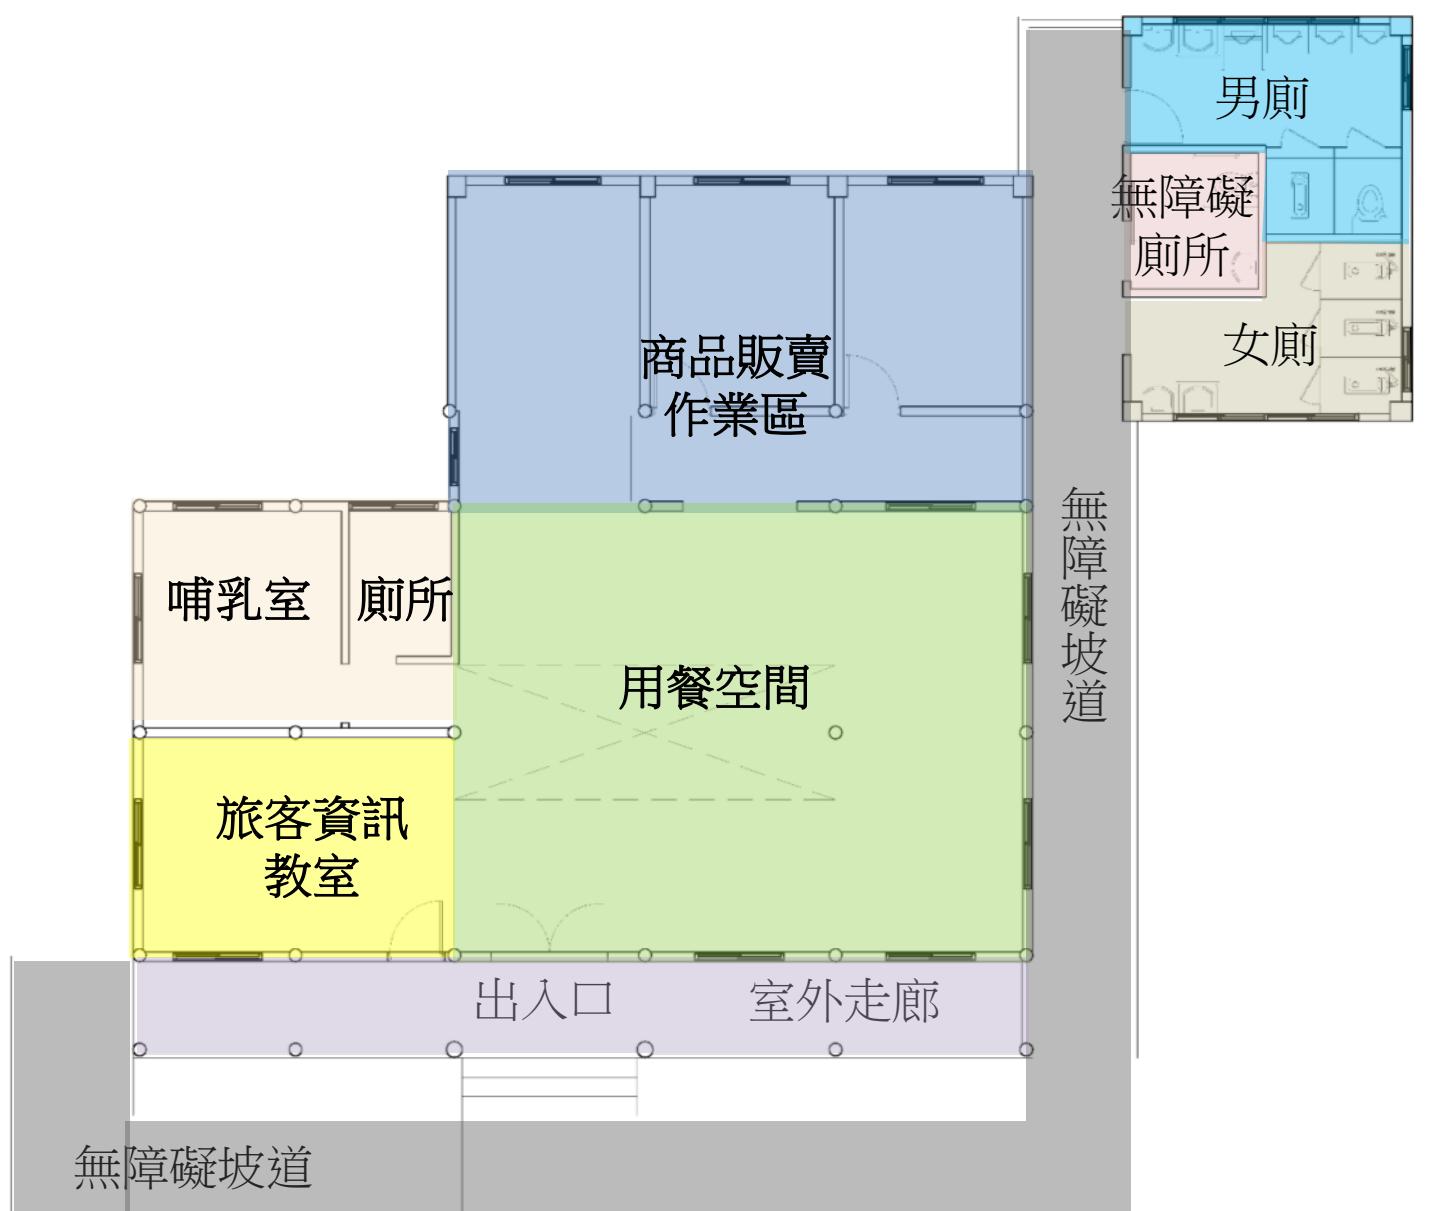 男廁
無障礙
廁所
女廁
商品販賣
作業區
無障礙坡道
哺乳室
廁所
用餐空間
旅客資訊
教室
出入口
室外走廊
無障礙坡道